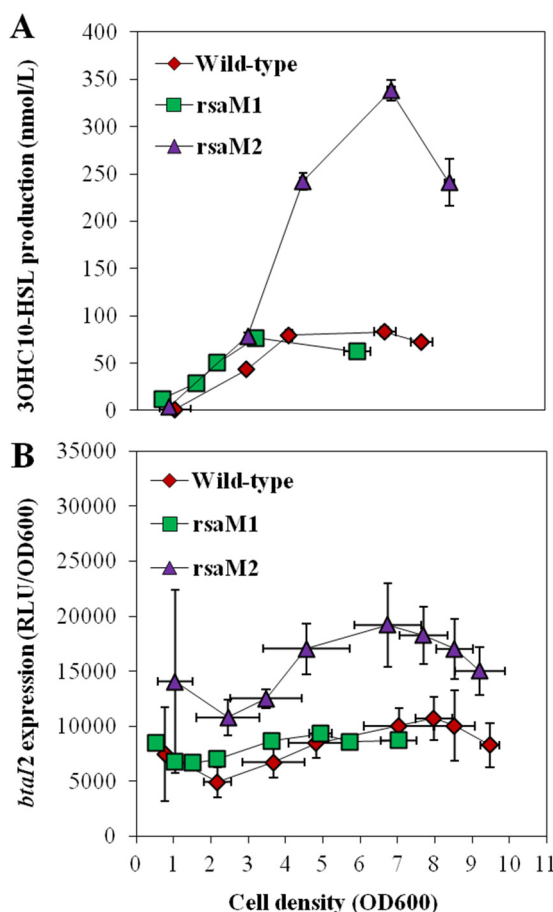 A
3OHC10-HSL production (nmol/L)
400
350
300
250
200
150
100
50
0
Wild-type
rsaM1
rsaM2
B
btaI2 expression (RLU/OD600)
35000
30000
25000
20000
15000
10000
5000
0
Wild-type
rsaM1
rsaM2
0 1 2 3 4 5 6 7 8 9 10 11
Cell density (OD600)